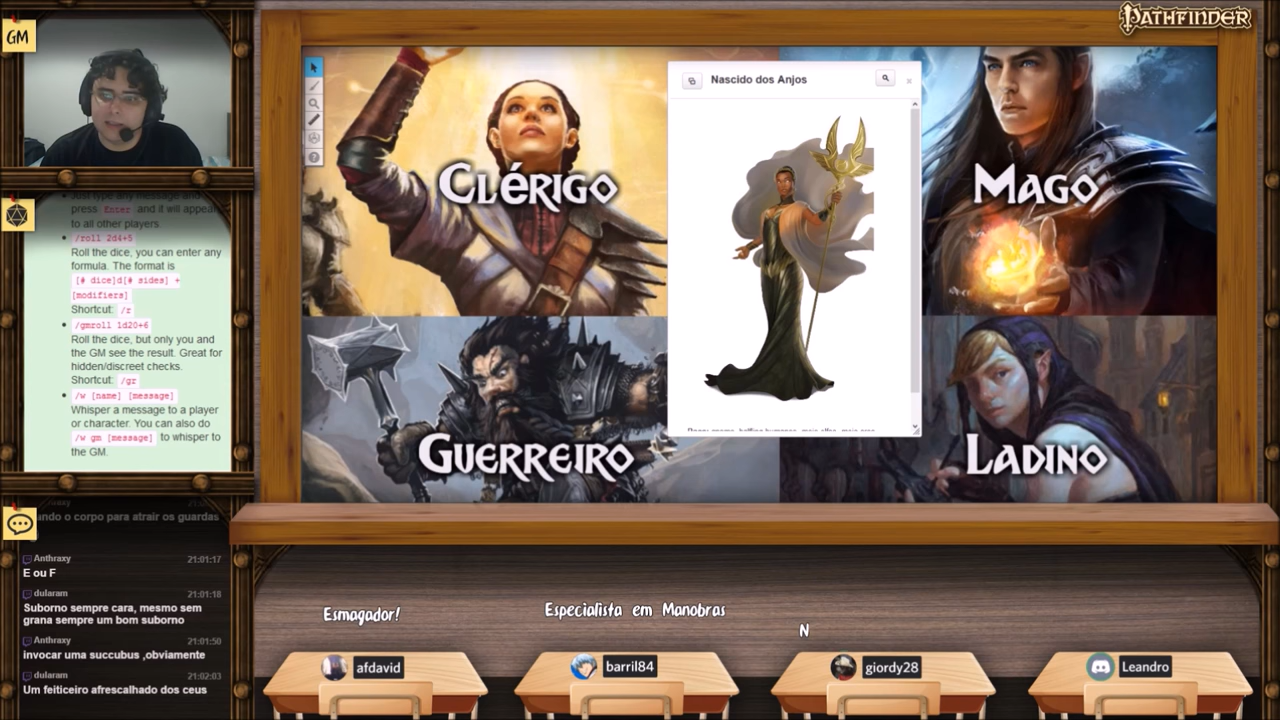 GM
PATHFINDER
Nascido dos Anjos
Clérigo
Mago
Guerreiro
Ladino
Just type any message and
press Enter and it will appear
to all other players.
/roll 2d4+5
Roll the dice, you can enter any
formula. The format is
[# dice]d[# sides] +
[modifiers]
Shortcut: /r
/gmroll 1d20+6
Roll the dice, but only you and
the GM see the result. Great for
hidden/discreet checks.
Shortcut: /gr
/w [name] [message]
Whisper a message to a player
or character. You can also do
/w gm [message] to whisper to
the GM.
o corpo para atrair os guardas
Anthraxy 21:01:17
E ou F
dularam 21:01:18
Suborno sempre cara, mesmo sem
grana sempre um bom suborno
Anthraxy 21:01:50
invocar uma succubus ,obviamente
dularam 21:02:03
Um feiticeiro afrescalhado dos ceus
Esmagador!
Especialista em Manobras
N
afdavid
barril84
giordy28
Leandro